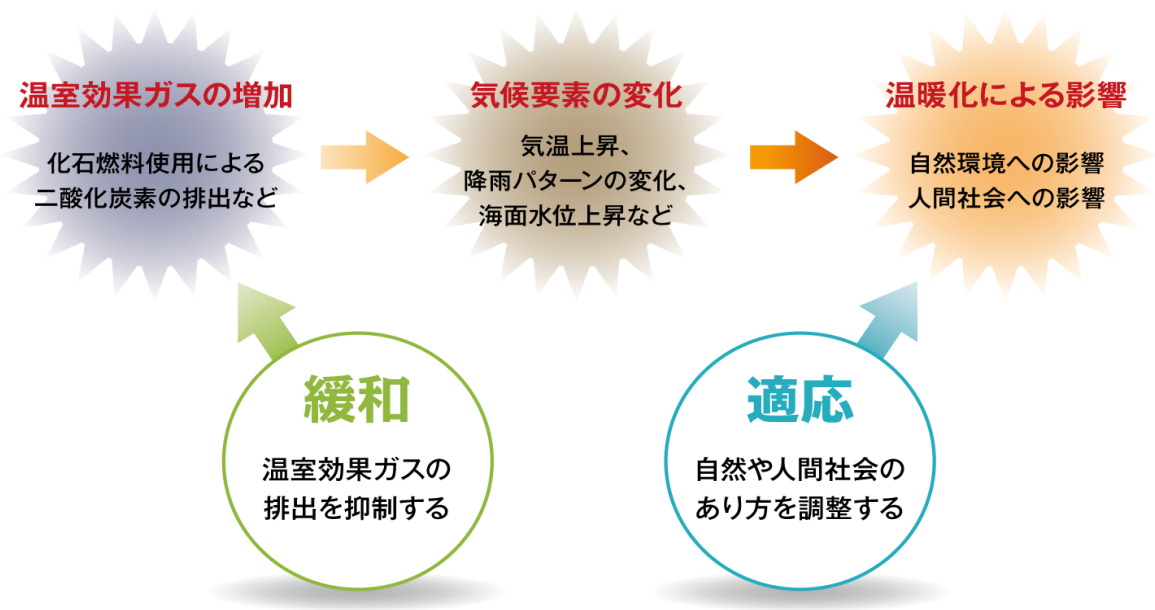 温室効果ガスの増加
化石燃料使用による
二酸化炭素の排出など
気候要素の変化
気温上昇、
降雨パターンの変化、
海面水位上昇など
温暖化による影響
自然環境への影響
人間社会への影響
緩和
温室効果ガスの
排出を抑制する
適応
自然や人間社会の
あり方を調整する